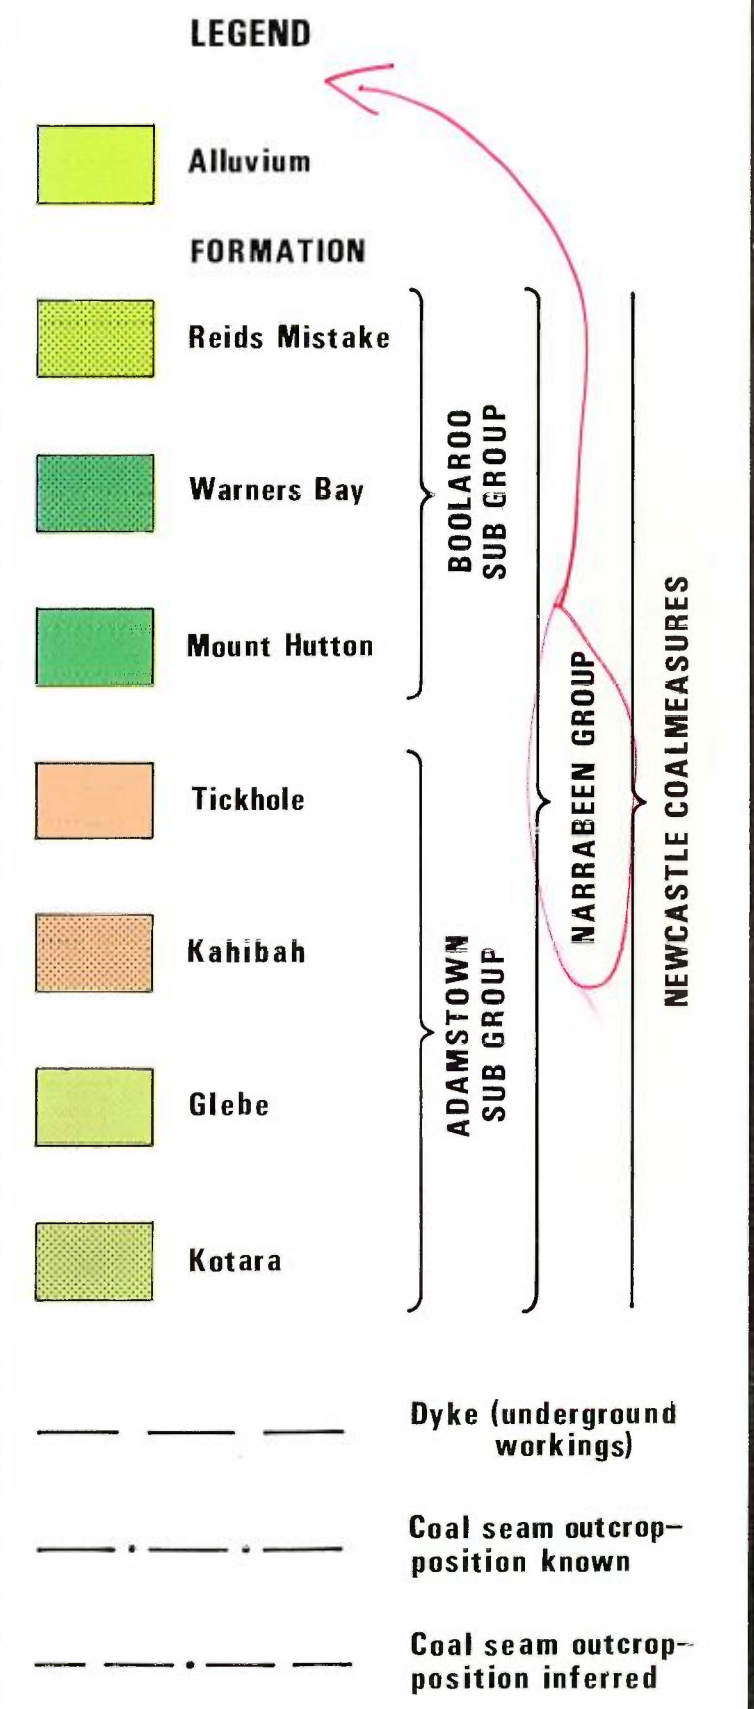 LEGEND
Alluvium
FORMATION
Reids Mistake
Warners Bay
Mount Hutton
Tickhole
Kahibah
Glebe
Kotara
BOOLAROO
SUB GROUP
ADAMSTOWN
SUB GROUP
NARRABEEN GROUP
NEWCASTLE COALMEASURES
Dyke (underground
workings)
Coal seam outcrop–
position known
Coal seam outcrop–
position inferred